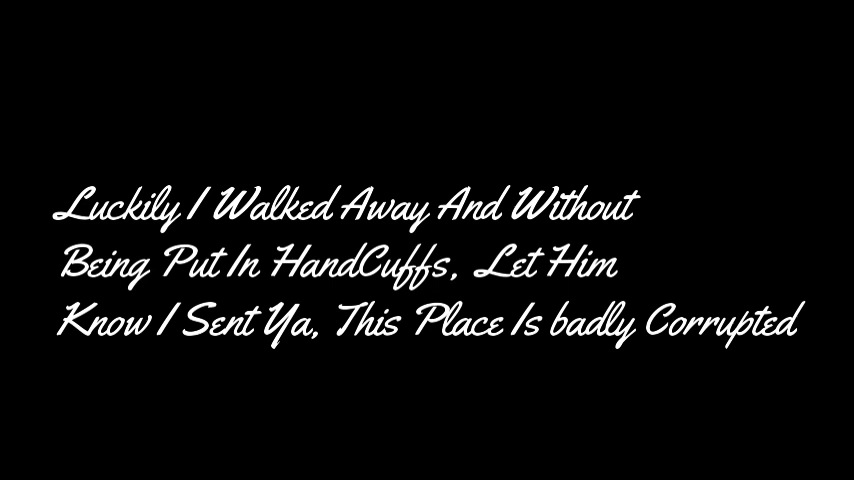 Luckily I Walked Away And Without
Being Put In HandCuffs, Let Him
Know I Sent Ya, This Place Is badly Corrupted